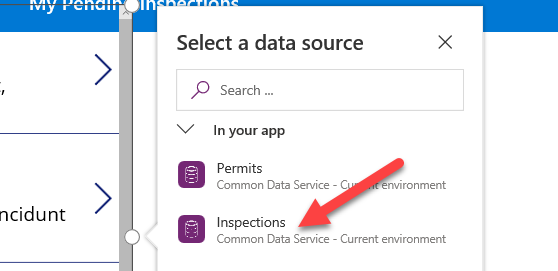 My Pending Inspections
Select a data source
Search ...
In your app
Permits
Common Data Service - Current environment
Inspections
Common Data Service - Current environment
ncidunt